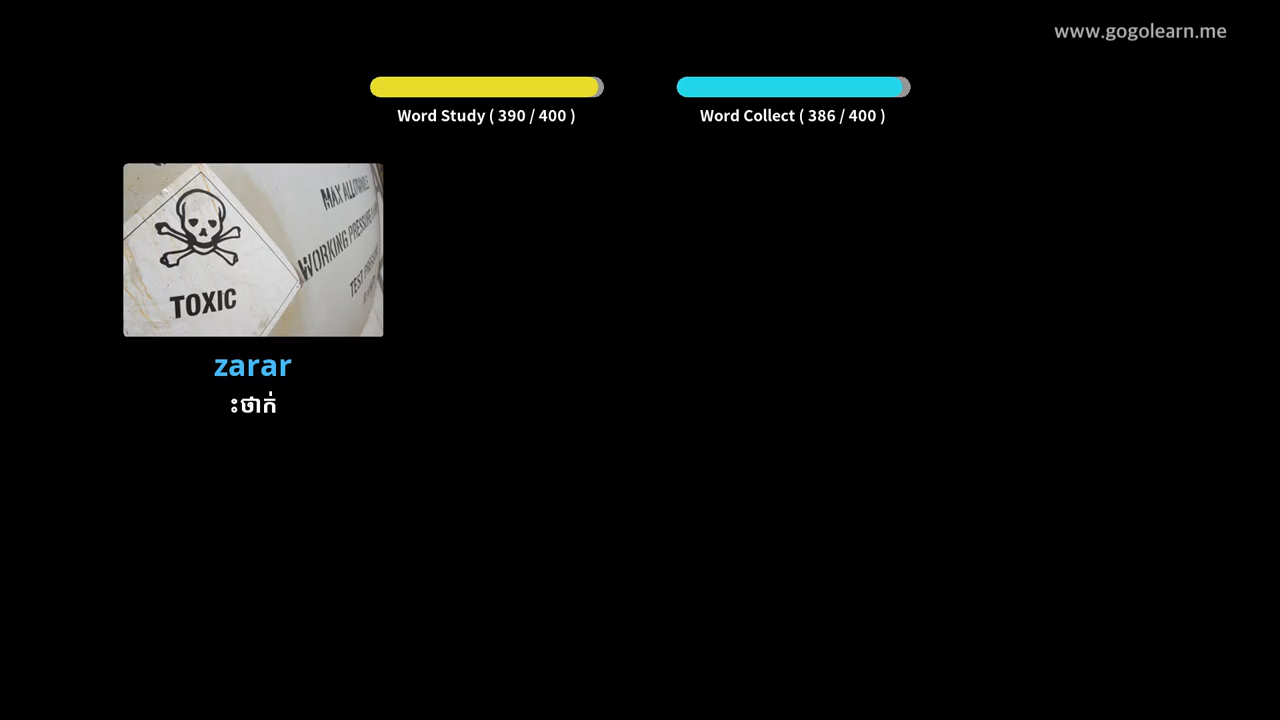 www.gogolearn.me
Word Study ( 390 / 400 )
Word Collect ( 386 / 400 )
MAX ALLOWABLE
WORKING PRESSURE
TEST
TOXIC
zarar
ះថាក់